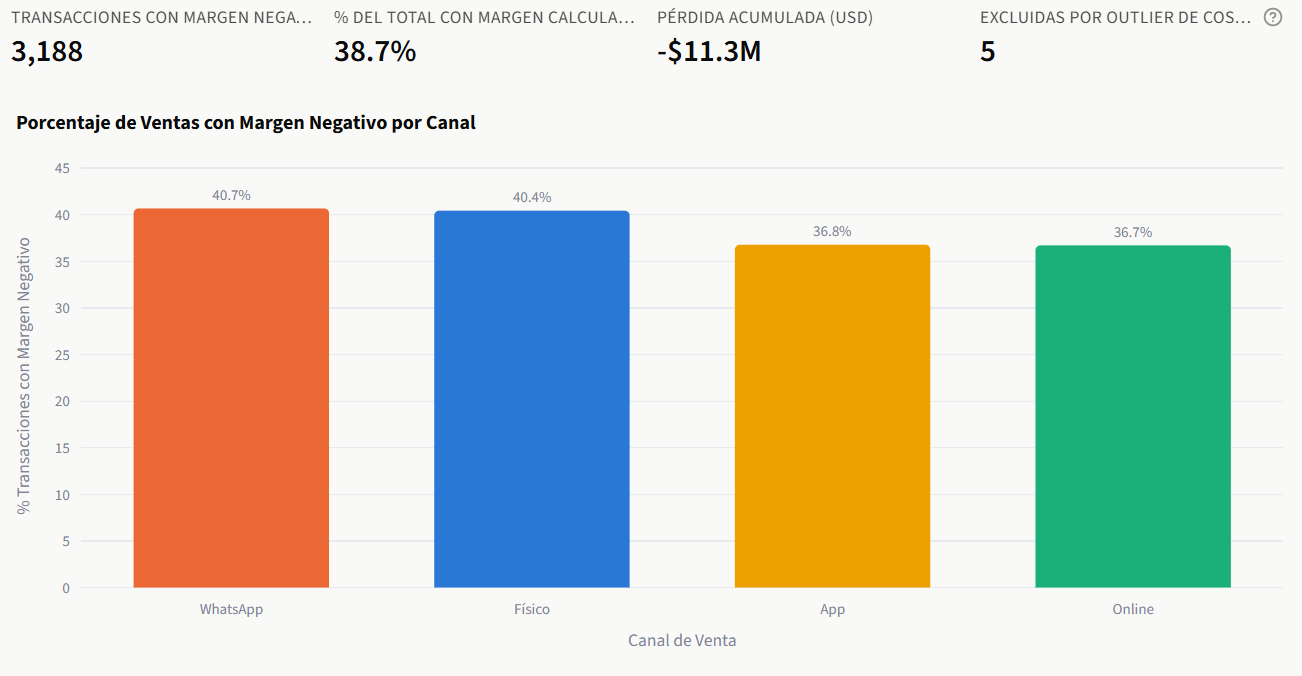 TRANSACCIONES CON MARGEN NEGA...
% DEL TOTAL CON MARGEN CALCULA...
PÉRDIDA ACUMULADA (USD)
EXCLUIDAS POR OUTLIER DE COS...
?
3,188
38.7%
-$11.3M
5
Porcentaje de Ventas con Margen Negativo por Canal
% Transacciones con Margen Negativo
45
40
35
30
25
20
15
10
5
0
40.7%
40.4%
36.8%
36.7%
WhatsApp
Físico
App
Online
Canal de Venta